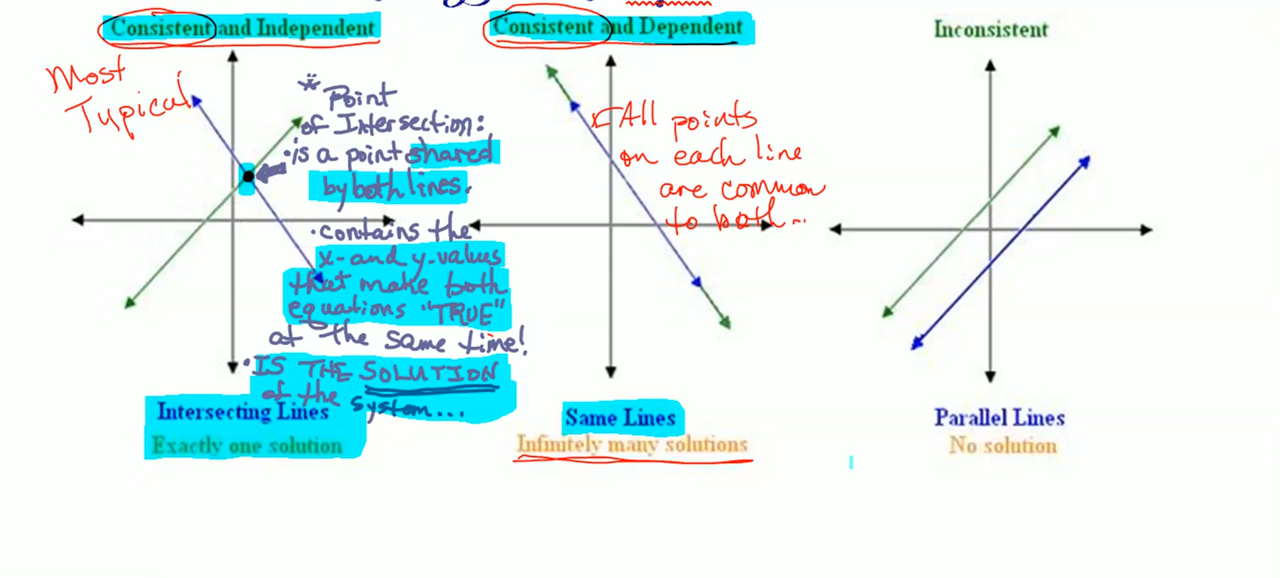 Consistent and Independent
Most
Typical
* Point
of Intersection:
· is a point shared
by both lines.
· contains the
x- and y-values
that make both
equations "TRUE"
at the same time!
· IS THE SOLUTION
of the system...
Intersecting Lines
Exactly one solution
Consistent and Dependent
All points
on each line
are common
to both...
Same Lines
Infinitely many solutions
Inconsistent
Parallel Lines
No solution